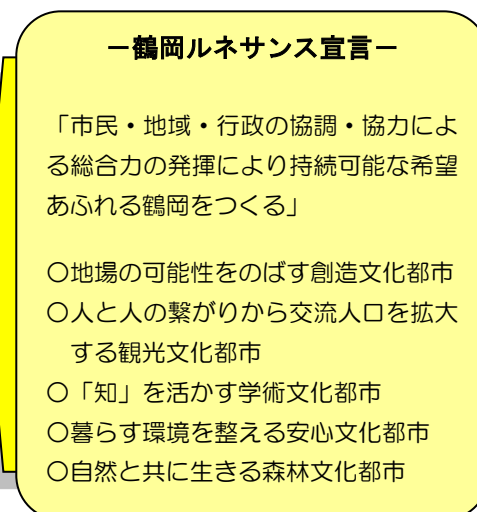 －鶴岡ルネサンス宣言－
「市民・地域・行政の協調・協力によ
る総合力の発揮により持続可能な希望
あふれる鶴岡をつくる」
○地場の可能性をのばす創造文化都市
○人と人の繋がりから交流人口を拡大
する観光文化都市
○「知」を活かす学術文化都市
○暮らす環境を整える安心文化都市
○自然と共に生きる森林文化都市